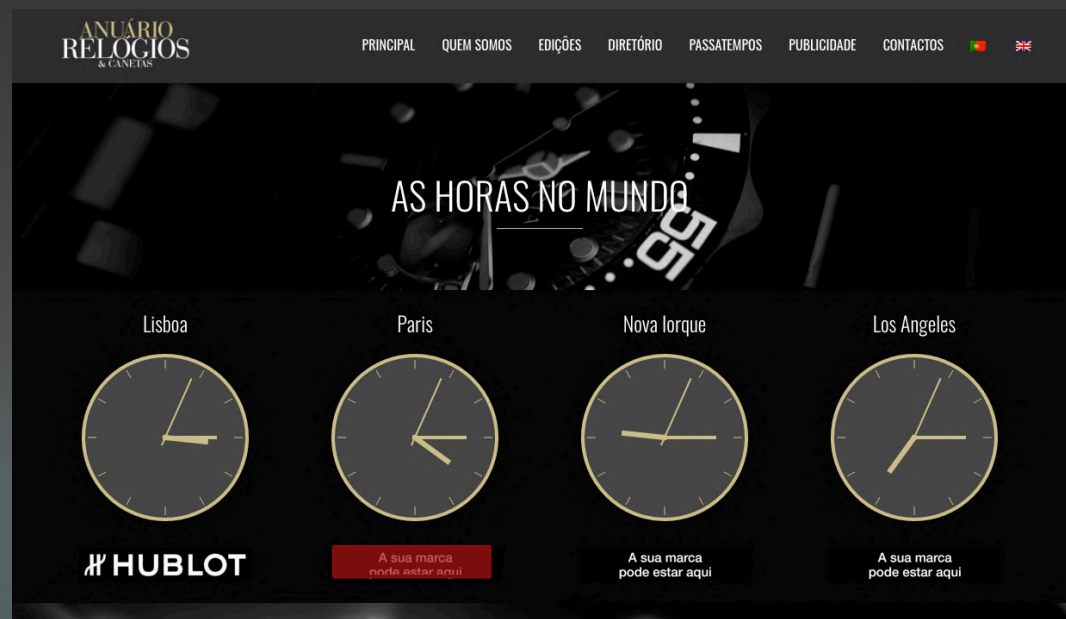 ANUÁRIO
RELÓGIOS
& CANETAS
PRINCIPAL QUEM SOMOS EDIÇÕES DIRETÓRIO PASSATEMPOS PUBLICIDADE CONTACTOS
AS HORAS NO MUNDO
55
Lisboa Paris Nova Iorque Los Angeles
HUBLOT
A sua marca
pode estar aqui
A sua marca
pode estar aqui
A sua marca
pode estar aqui